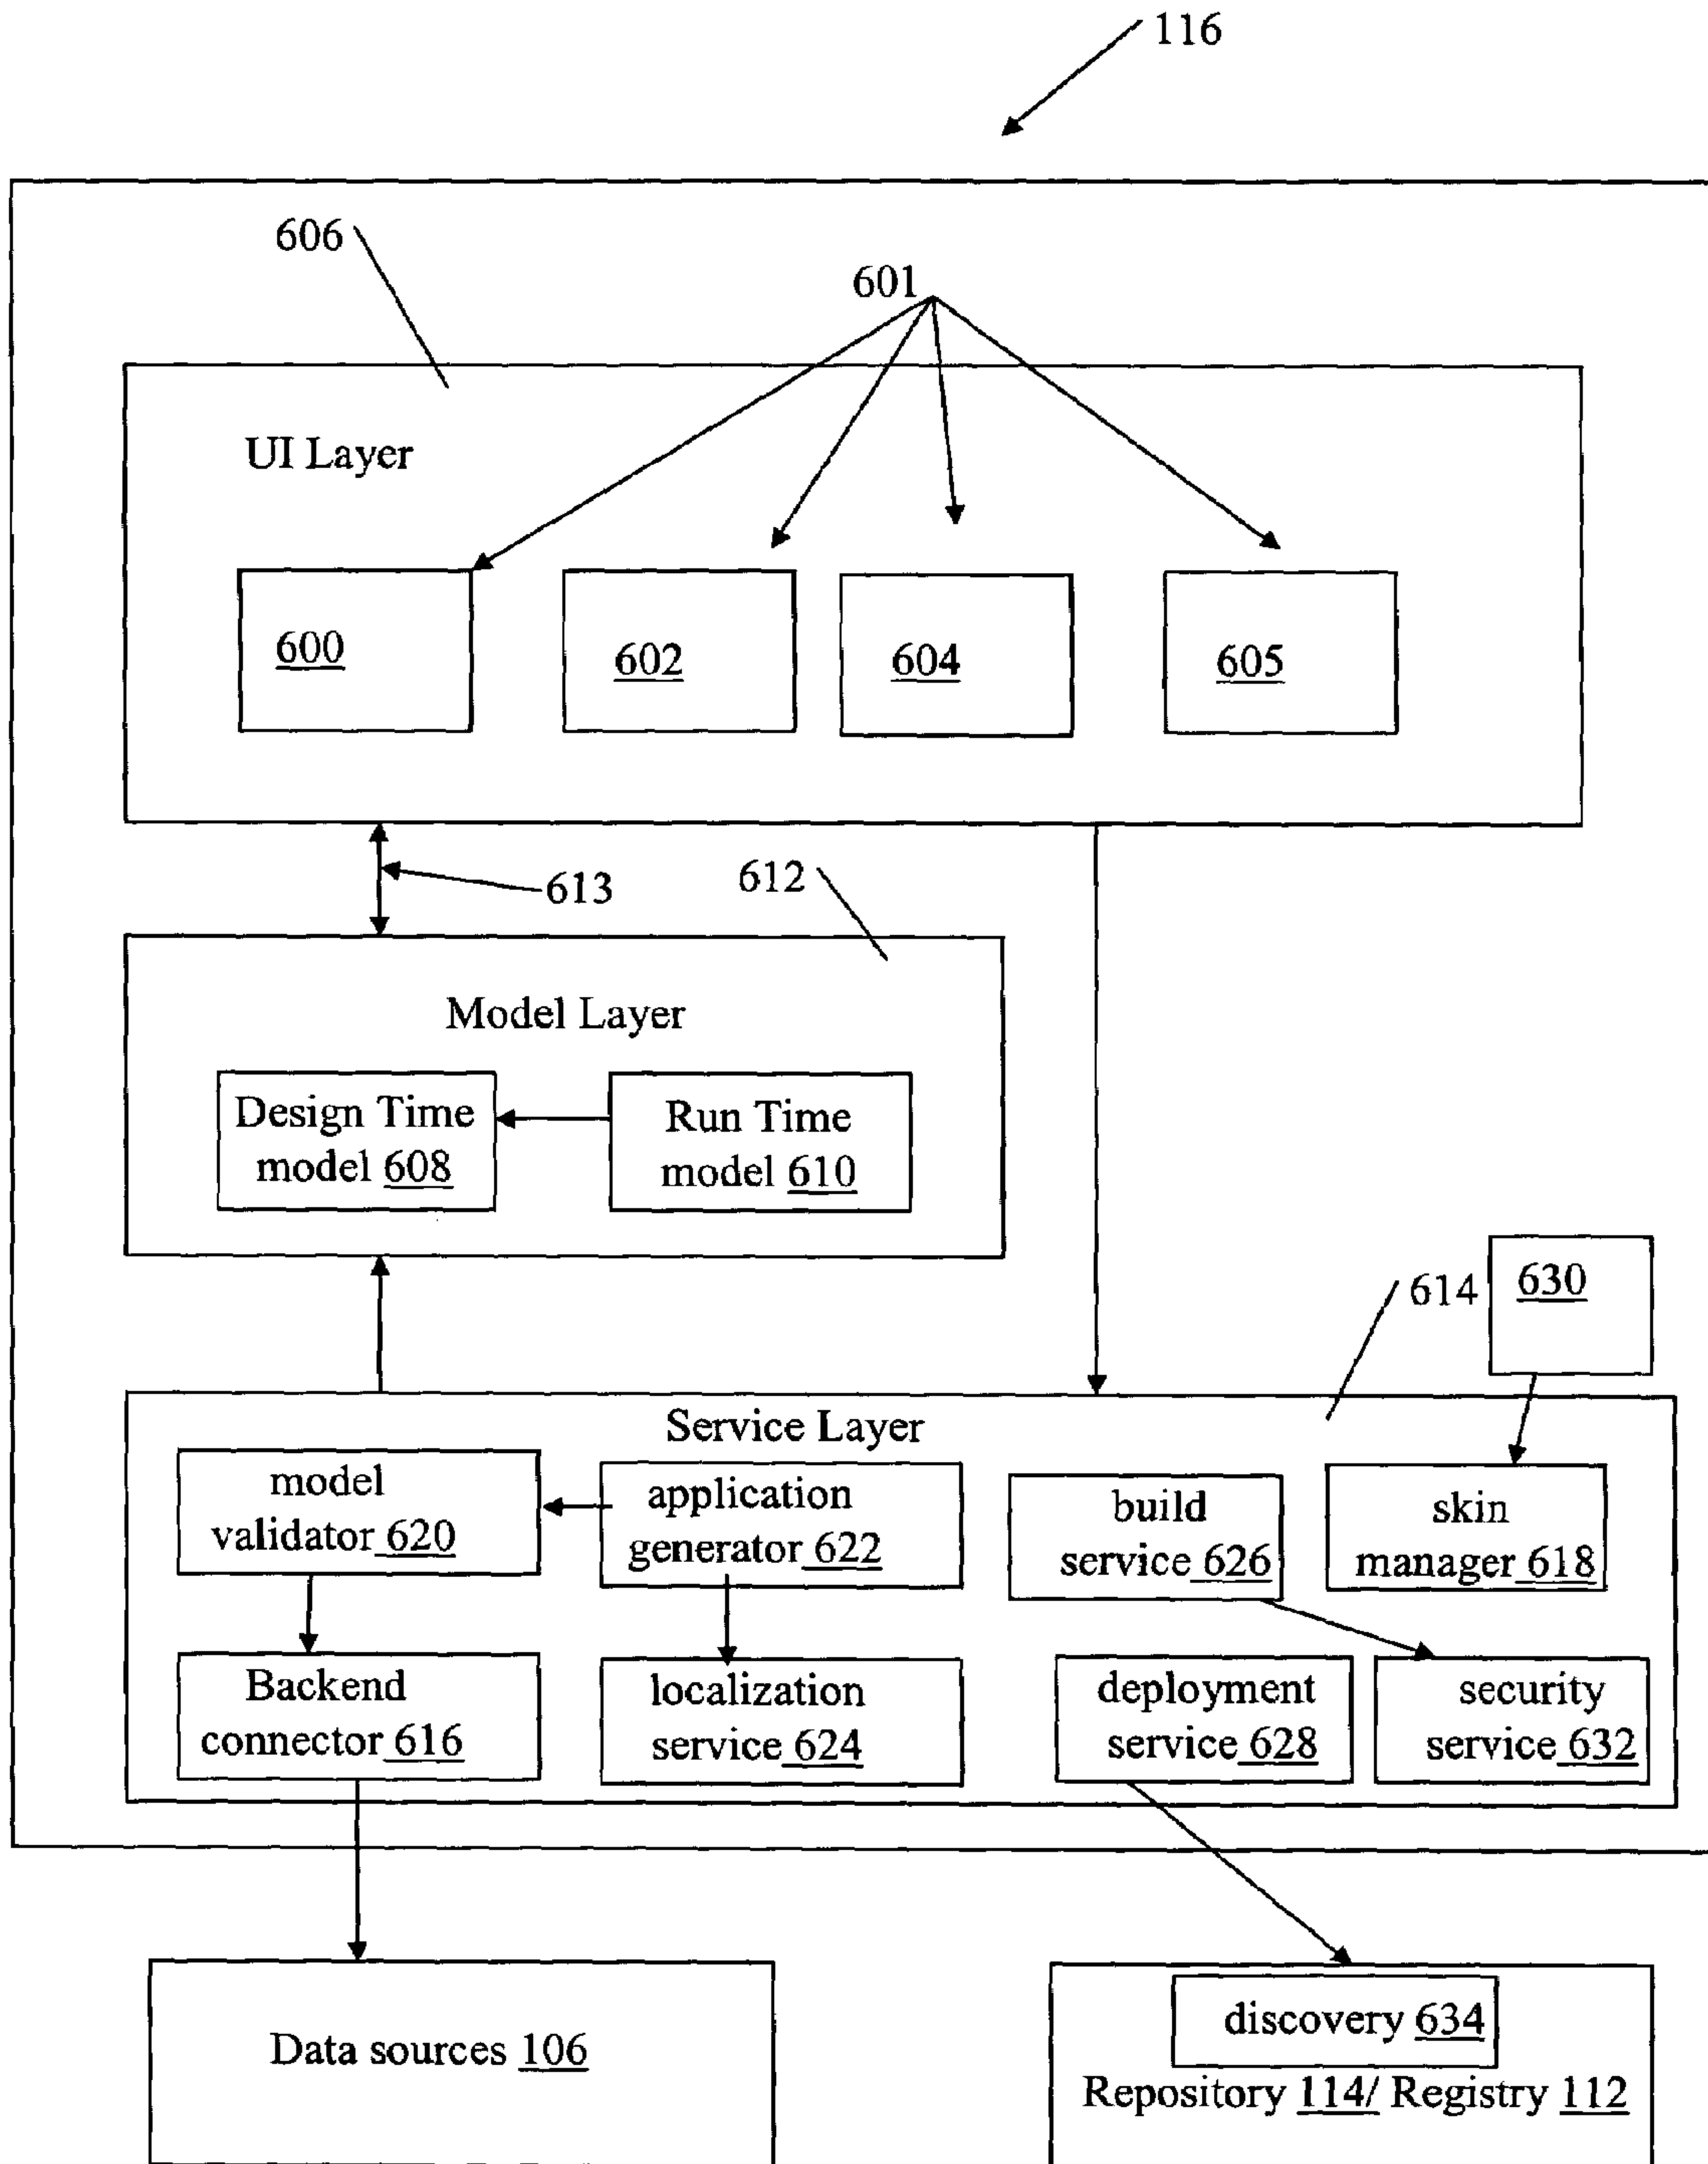 116
606
601
UI Layer
600
602
604
605
613
612
Model Layer
Design Time
model 608
Run Time
model 610
614
630
Service Layer
model
validator 620
application
generator 622
build
service 626
skin
manager 618
Backend
connector 616
localization
service 624
deployment
service 628
security
service 632
Data sources 106
discovery 634
Repository 114/ Registry 112